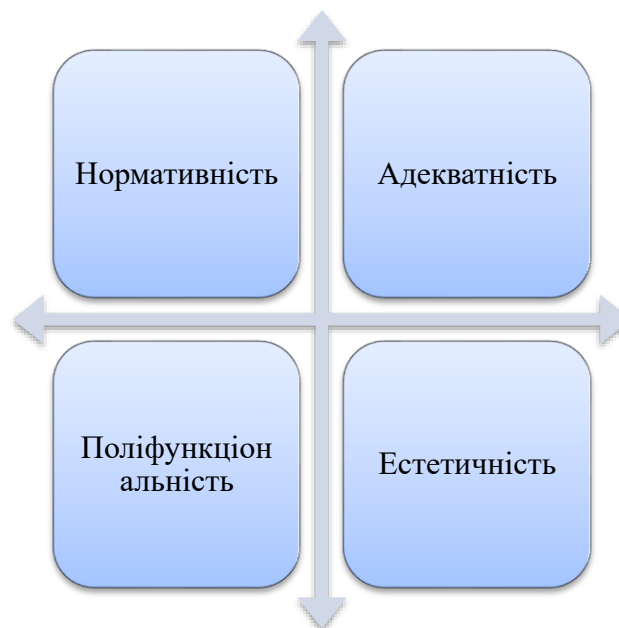 Нормативність
Адекватність
Поліфункціон
альність
Естетичність